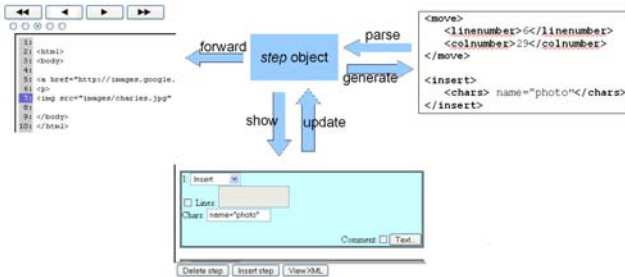 ◀◀ ◀ ▶ ▶▶
1:
2: <html>
3: <body>
4:
5: <a href="http://images.google.
6: <p>
7: <img src="images/charles.jpg"
8:
9: </body>
10: </html>
forward
step object
parse
generate
<move>
<linenumber>6</linenumber>
<colnumber>29</colnumber>
</move>
<insert>
<chars> name="photo"</chars>
</insert>
show
update
1: Insert
Lines:
Chars: name="photo"
Comment: Text...
Delete step Insert step View XML